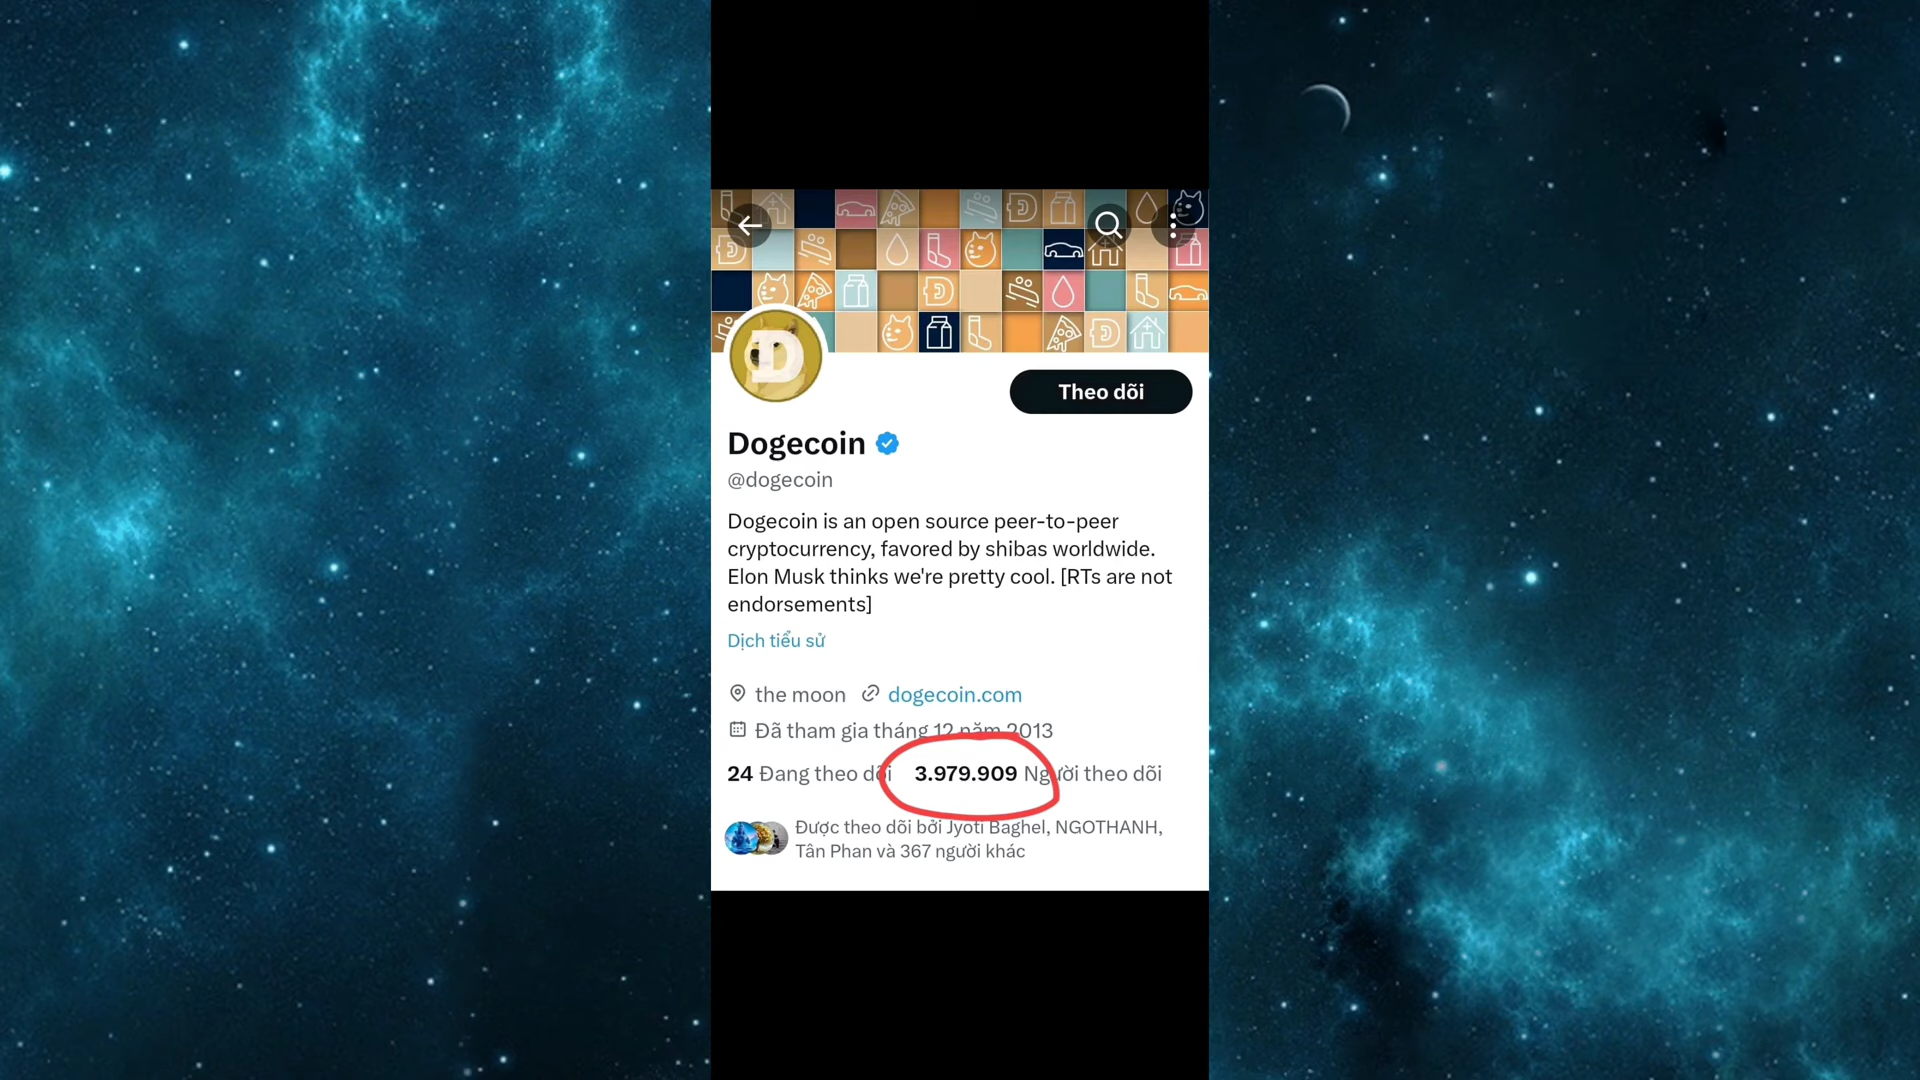 Theo dõi
Dogecoin
@dogecoin
Dogecoin is an open source peer-to-peer
cryptocurrency, favored by shibas worldwide.
Elon Musk thinks we're pretty cool. [RTs are not
endorsements]
Dịch tiểu sử
the moon dogecoin.com
Đã tham gia tháng 12 năm 2013
24 Đang theo dõi 3.979.909 Người theo dõi
Được theo dõi bởi Jyoti Baghel, NGOTHANH,
Tân Phan và 367 người khác